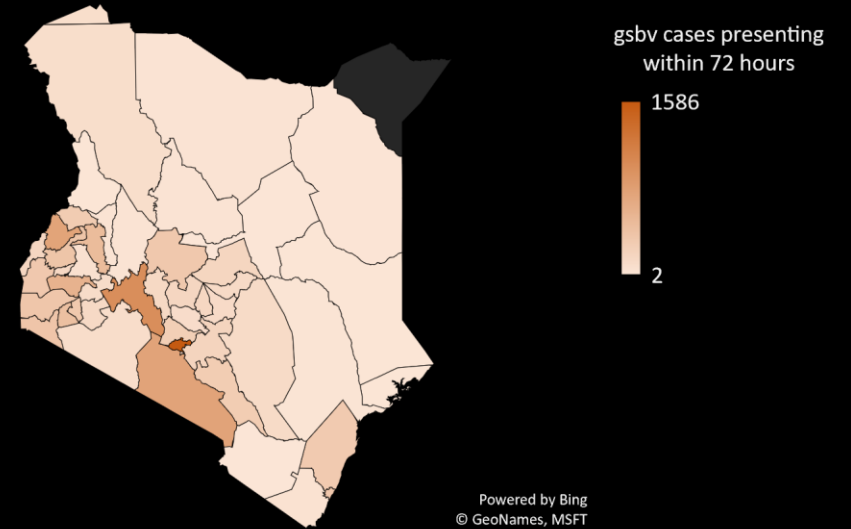 gsbv cases presenting
within 72 hours
1586
2
Powered by Bing
© GeoNames, MSFT